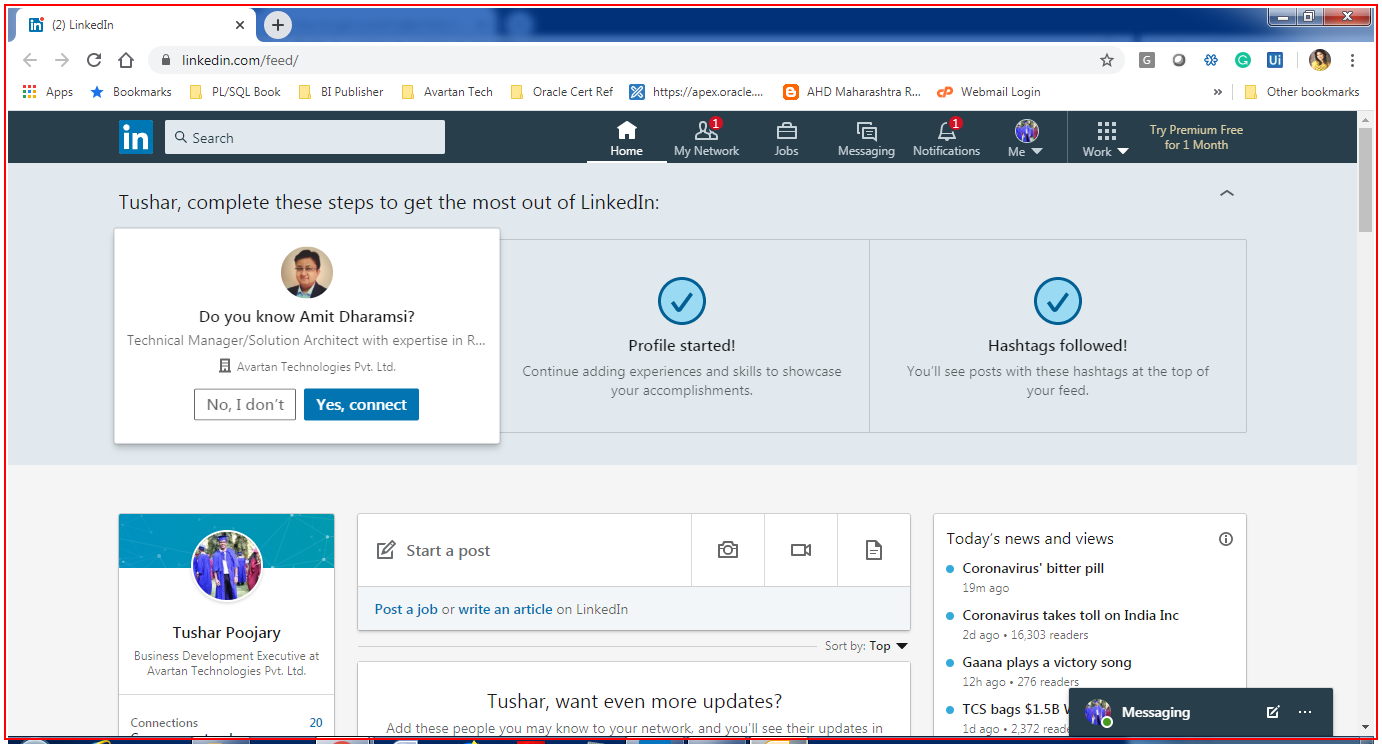 (2) LinkedIn
linkedin.com/feed/
G
Ui
Apps
Bookmarks
PL/SQL Book
BI Publisher
Avartan Tech
Oracle Cert Ref
https://apex.oracle....
AHD Maharashtra R...
cP
Webmail Login
»
Other bookmarks
in
Search
Home
1
My Network
Jobs
Messaging
1
Notifications
Me
Work
Try Premium Free
for 1 Month
Tushar, complete these steps to get the most out of LinkedIn:
Do you know Amit Dharamsi?
Technical Manager/Solution Architect with expertise in R...
Avartan Technologies Pvt. Ltd.
No, I don't
Yes, connect
Profile started!
Continue adding experiences and skills to showcase
your accomplishments.
Hashtags followed!
You'll see posts with these hashtags at the top of
your feed.
Tushar Poojary
Business Development Executive at
Avartan Technologies Pvt. Ltd.
Connections 20
Start a post
Post a job or write an article on LinkedIn
Sort by: Top
Tushar, want even more updates?
Add these people you may know to your network, and you'll see their updates in
Today's news and views
Coronavirus' bitter pill
19m ago
Coronavirus takes toll on India Inc
2d ago • 16,303 readers
Gaana plays a victory song
12h ago • 276 readers
TCS bags $1.5B
1d ago • 2,372
Messaging